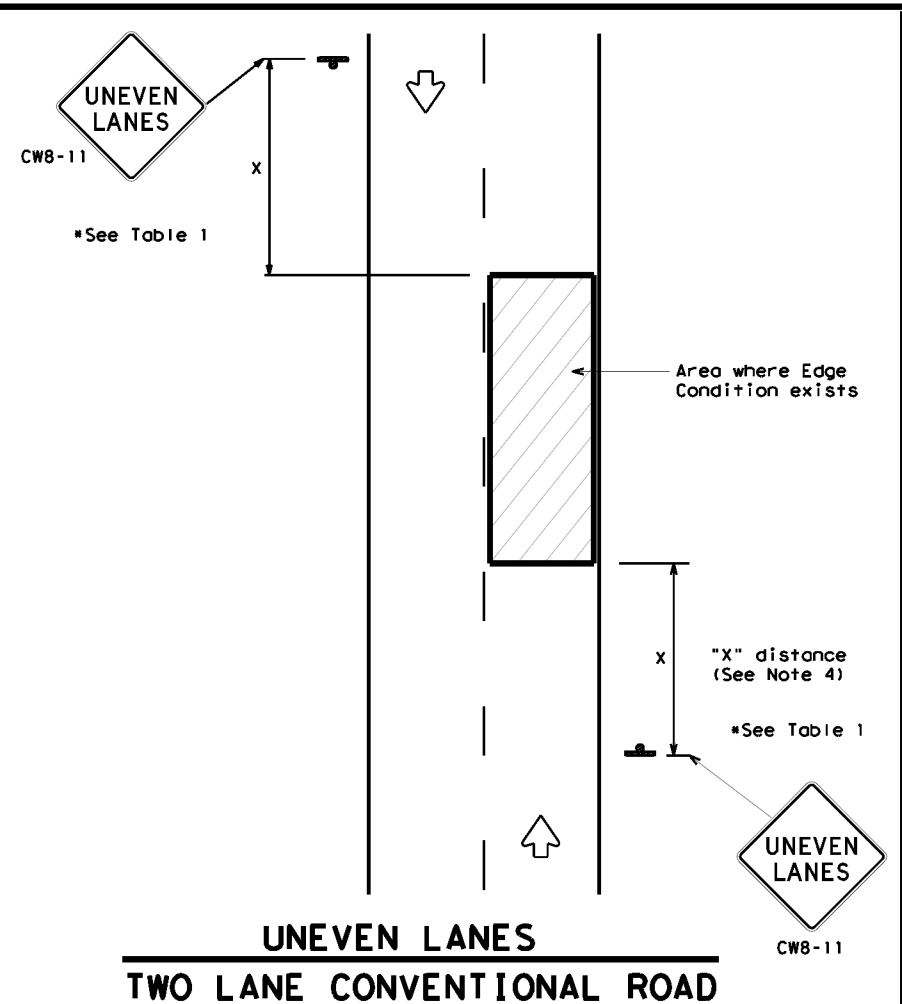 UNEVEN
LANES
CW8-11
X
*See Table 1
Area where Edge
Condition exists
X
"X" distance
(See Note 4)
*See Table 1
UNEVEN
LANES
CW8-11
UNEVEN LANES
TWO LANE CONVENTIONAL ROAD